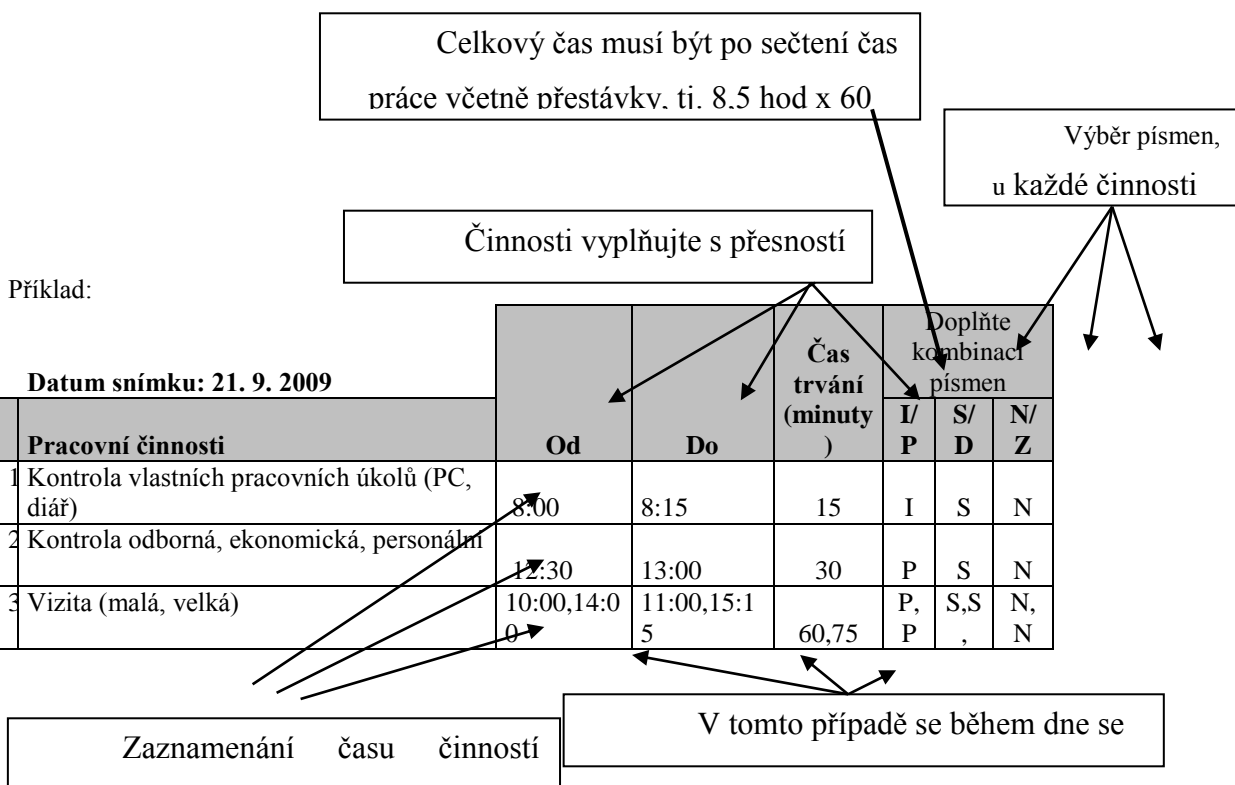 Celkový čas musí být po sečtení čas
práce včetně přestávky, tj. 8,5 hod x 60
Výběr písmen,
u každé činnosti
Činnosti vyplňujte s přesností
Příklad:
Datum snímku: 21. 9. 2009
Pracovní činnosti
Od
Do
Čas
trvání
(minuty
)
Doplňte
kombinací
písmen
I/
P
S/
D
N/
Z
1 Kontrola vlastních pracovních úkolů (PC,
diář) 8:00 8:15 15 I S N
2 Kontrola odborná, ekonomická, personální
12:30 13:00 30 P S N
3 Vizita (malá, velká) 10:00,14:0 11:00,15:1 P, S,S N,
0 5 60,75 P , N
V tomto případě se během dne se
Zaznamenání času činností